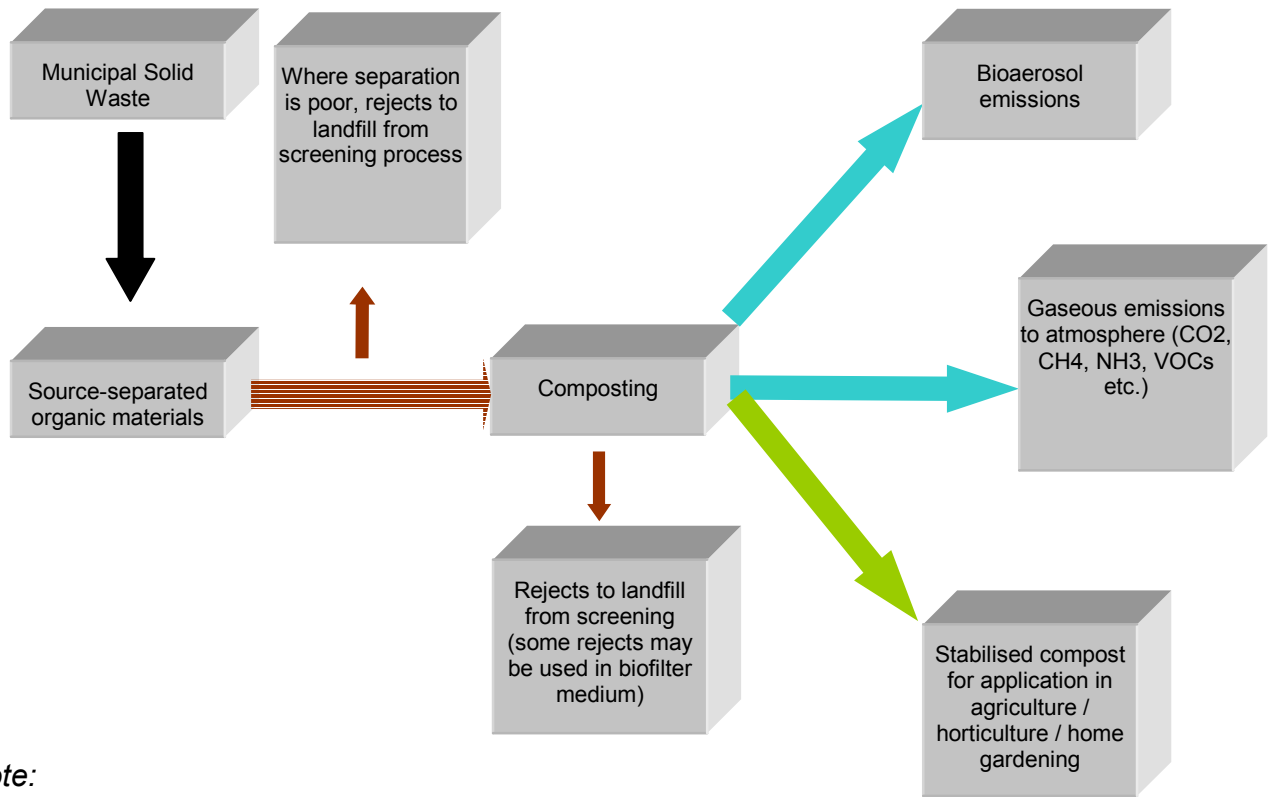 Municipal Solid
Waste
Where separation
is poor, rejects to
landfill from
screening process
Bioaerosol
emissions
Gaseous emissions
to atmosphere (CO2,
CH4, NH3, VOCs
etc.)
Source-separated
organic materials
Composting
Rejects to landfill
from screening
(some rejects may
be used in biofilter
medium)
Stabilised compost
for application in
agriculture /
horticulture / home
gardening
ote: